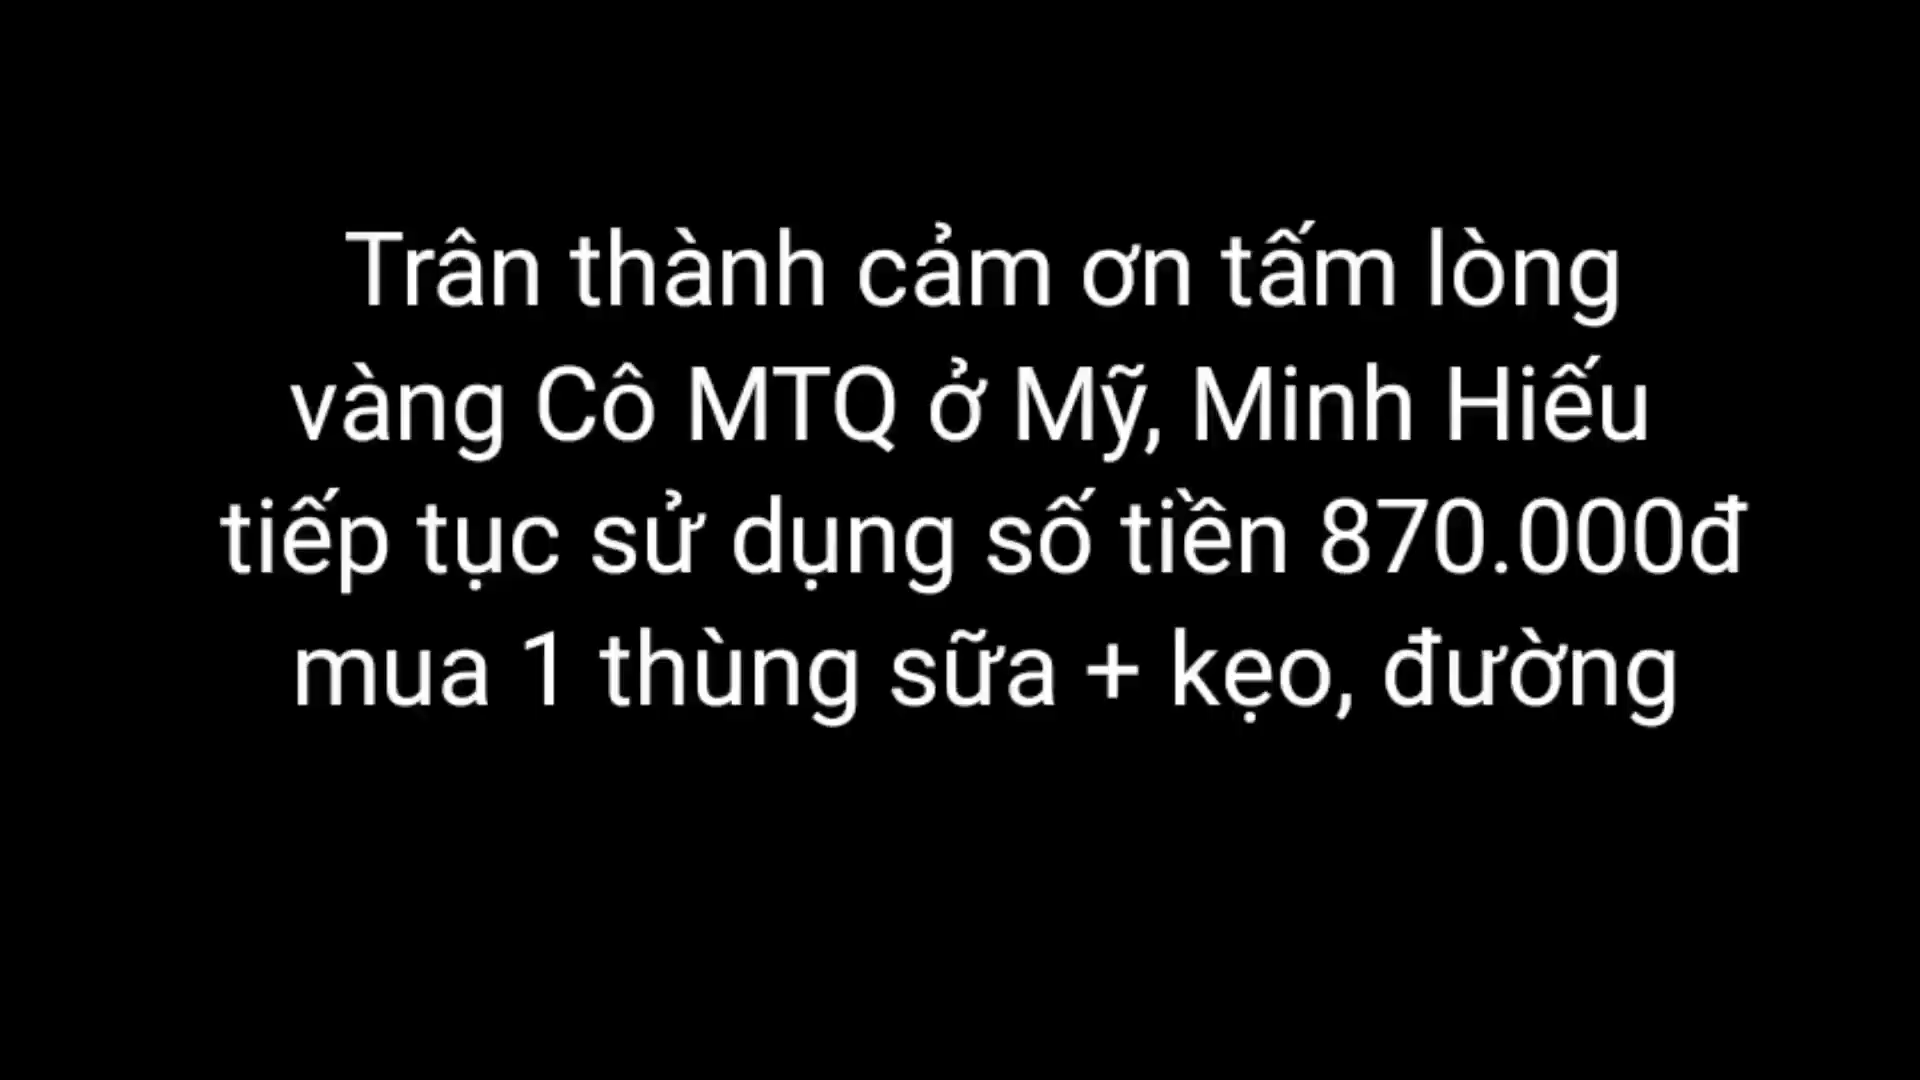 Trân thành cảm ơn tấm lòng
vàng Cô MTQ ở Mỹ, Minh Hiếu
tiếp tục sử dụng số tiền 870.000đ
mua 1 thùng sữa + kẹo, đường